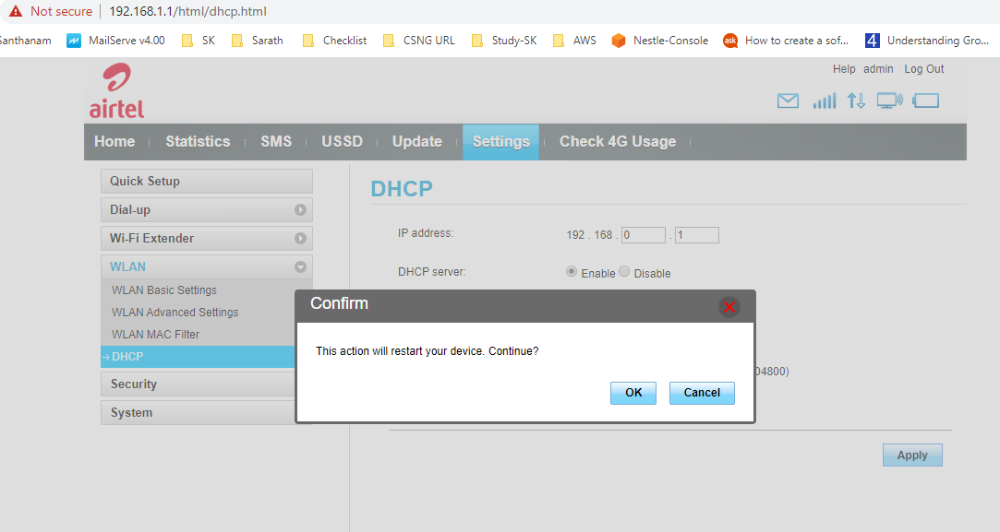 Not secure 192.168.1.1/html/dhcp.html
Santhanam MailServe v4.00 SK Sarath Checklist CSNG URL Study-SK AWS Nestle-Console ask How to create a sof... 4 Understanding Gro...
Help admin Log Out
airtel
Home Statistics SMS USSD Update Settings Check 4G Usage
Quick Setup
Dial-up
Wi-Fi Extender
WLAN
WLAN Basic Settings
WLAN Advanced Settings
WLAN MAC Filter
DHCP
Security
System
DHCP
IP address: 192 . 168 . 0 . 1
DHCP server: Enable Disable
Confirm
This action will restart your device. Continue?
OK Cancel
04800)
Apply